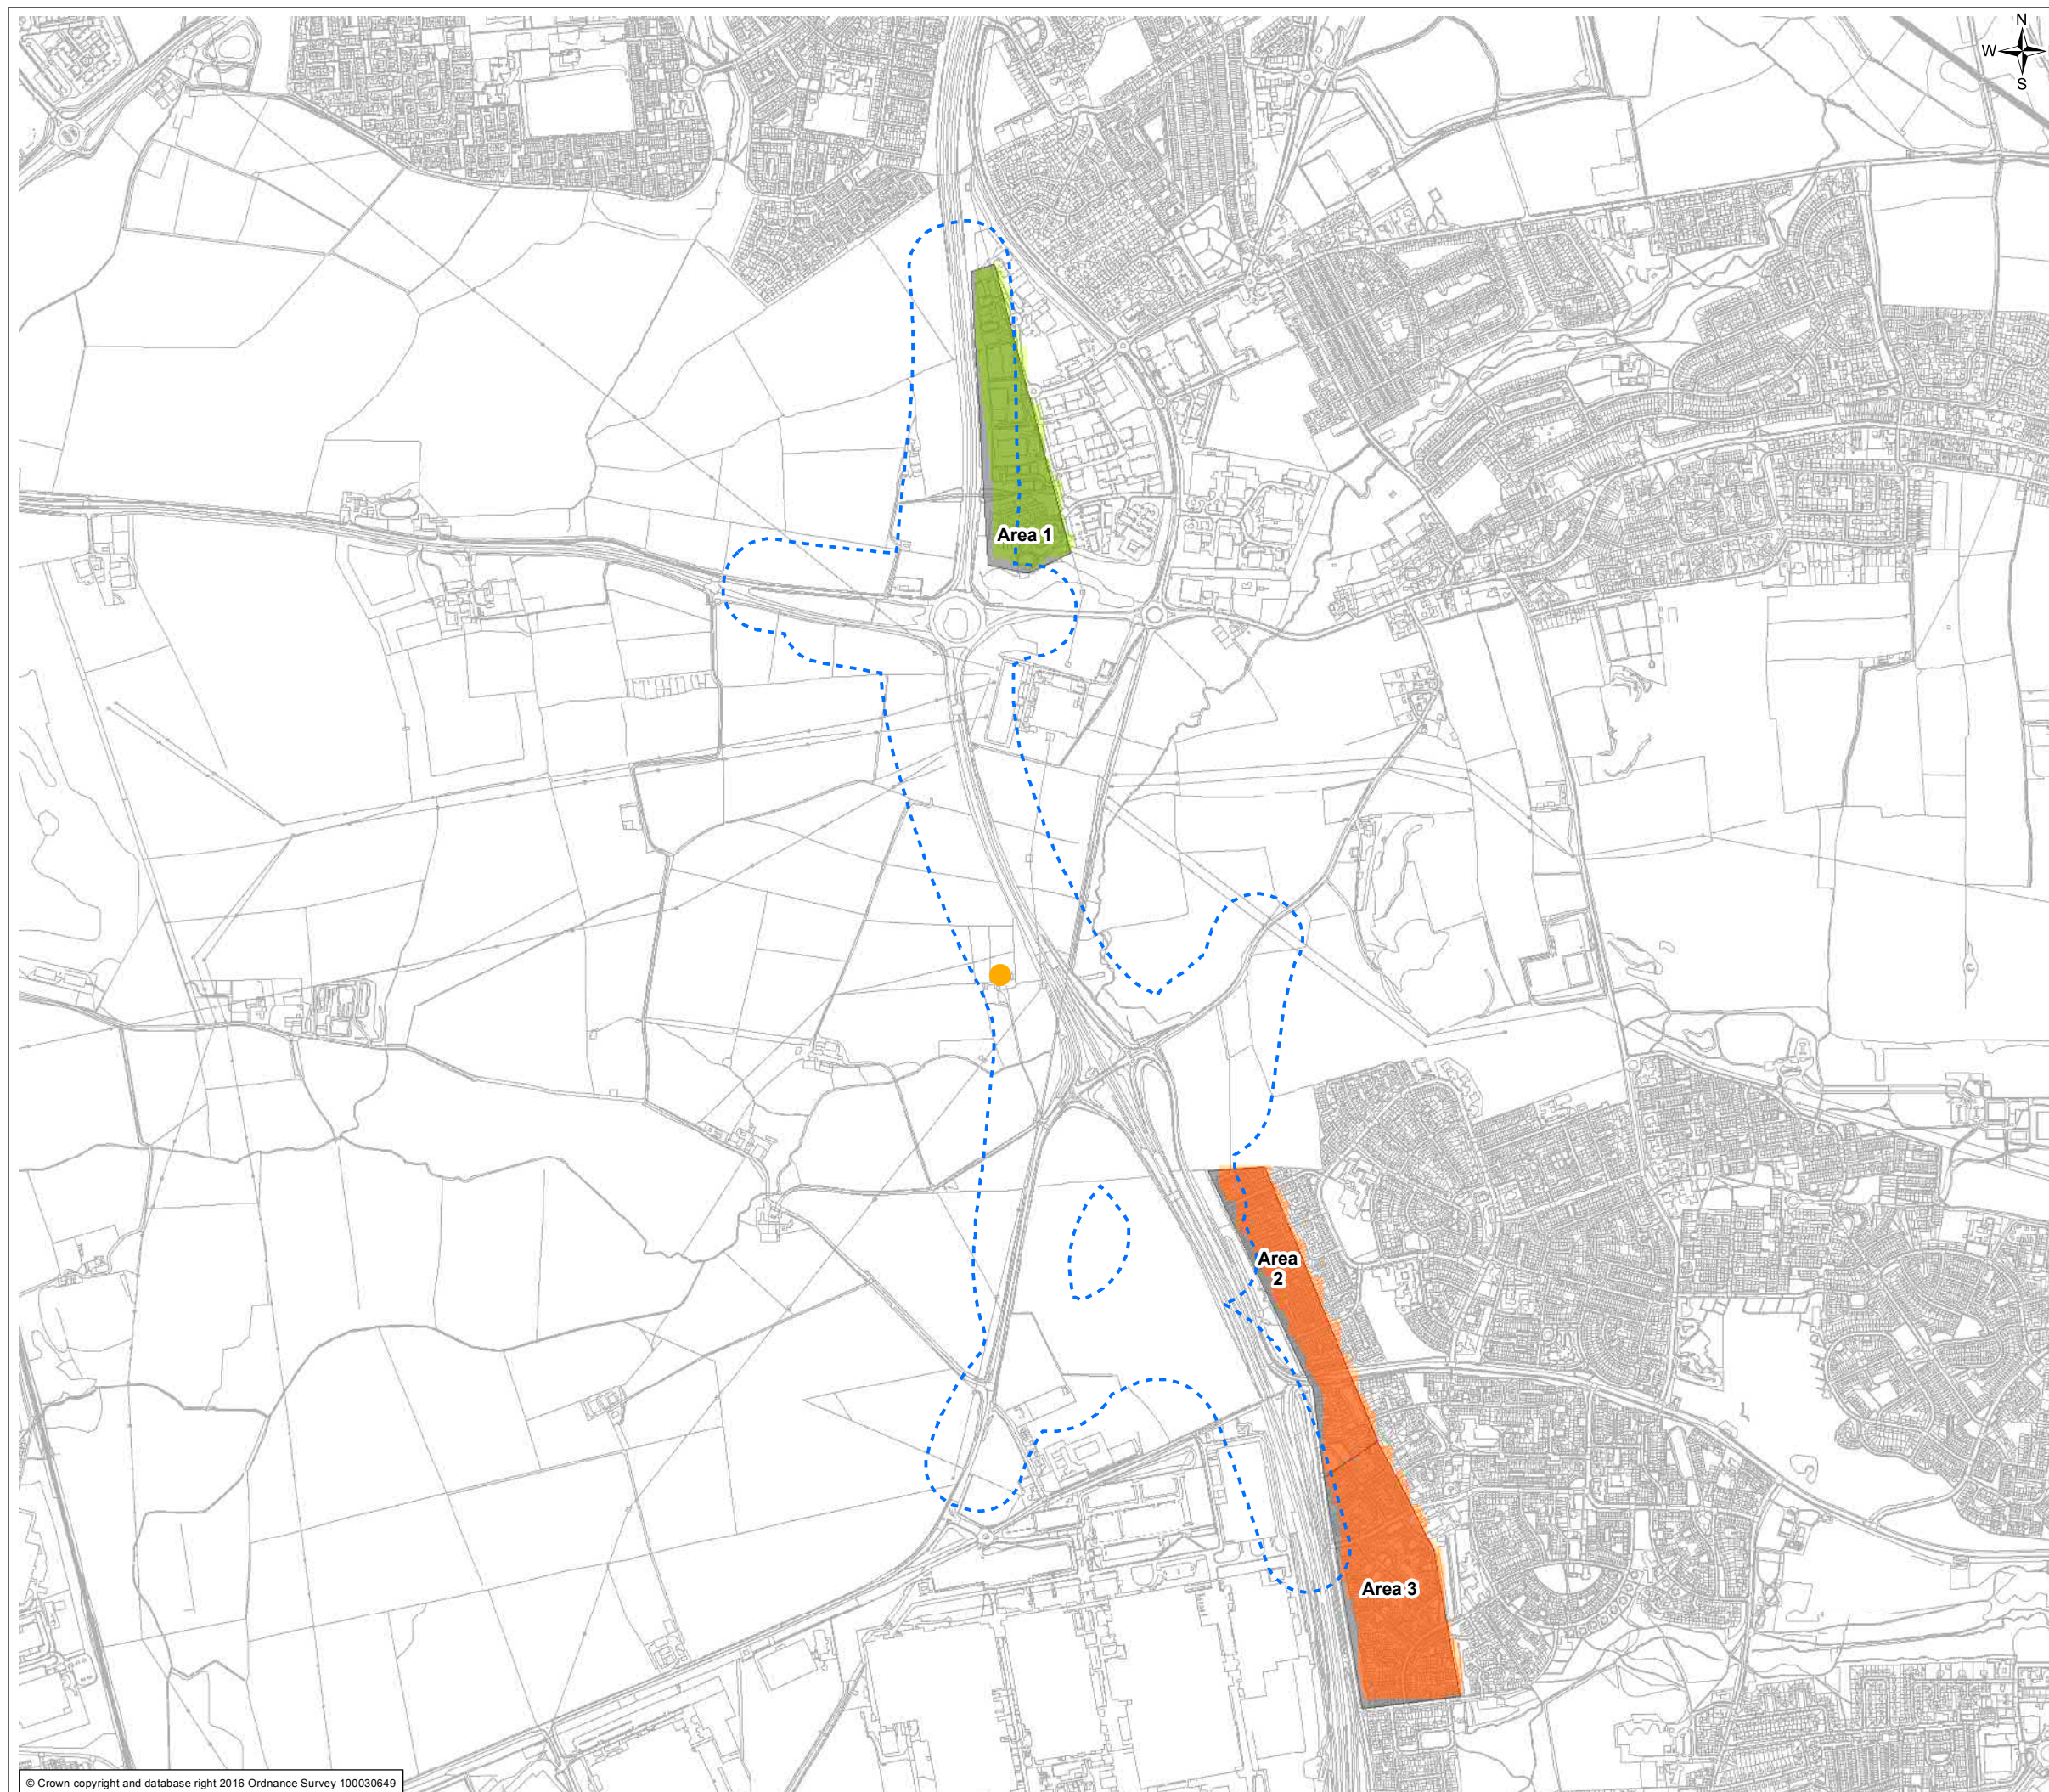 N
W
S
Area 1
Area
2
Area 3
© Crown copyright and database right 2016 Ordnance Survey 100030649